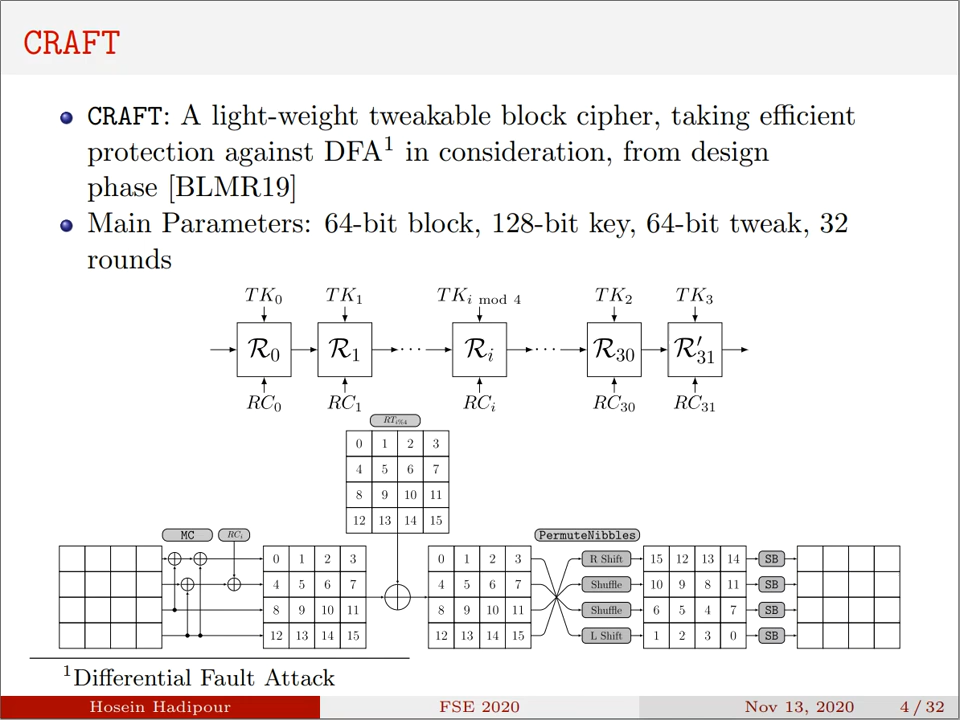 CRAFT
CRAFT: A light-weight tweakable block cipher, taking efficient
protection against DFA¹ in consideration, from design
phase [BLMR19]
Main Parameters: 64-bit block, 128-bit key, 64-bit tweak, 32
rounds
TK₀ TK₁ TKᵢ mod 4 TK₂ TK₃
R₀ R₁ ··· Rᵢ ··· R₃₀ R′₃₁
RC₀ RC₁ RCᵢ RC₃₀ RC₃₁
RTᵢ%₄
0 1 2 3
4 5 6 7
8 9 10 11
12 13 14 15
MC RCᵢ PermuteNibbles
0 1 2 3 0 1 2 3 R Shift 15 12 13 14 SB
4 5 6 7 4 5 6 7 Shuffle 10 9 8 11 SB
8 9 10 11 8 9 10 11 Shuffle 6 5 4 7 SB
12 13 14 15 12 13 14 15 L Shift 1 2 3 0 SB
¹Differential Fault Attack
Hosein Hadipour FSE 2020 Nov 13, 2020 4 / 32